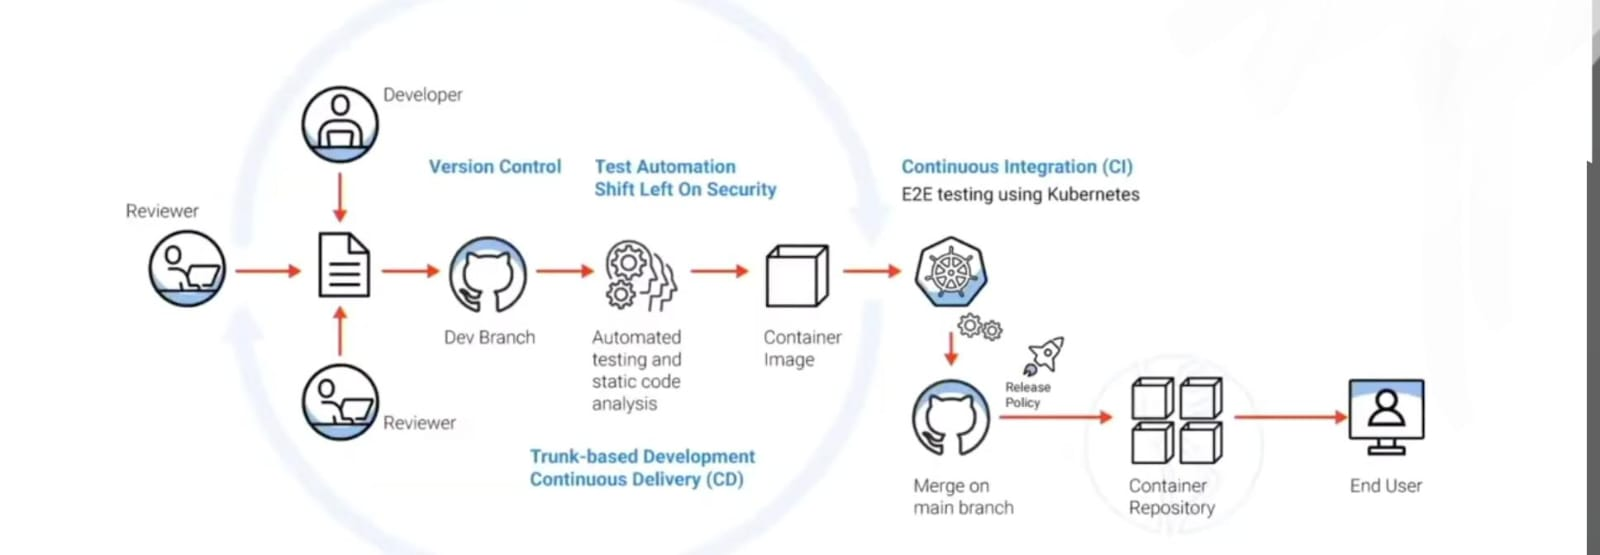 Developer
Version Control
Test Automation
Shift Left On Security
Continuous Integration (CI)
E2E testing using Kubernetes
Reviewer
Dev Branch
Automated
testing and
static code
analysis
Container
Image
Release
Policy
Reviewer
Trunk-based Development
Continuous Delivery (CD)
Merge on
main branch
Container
Repository
End User